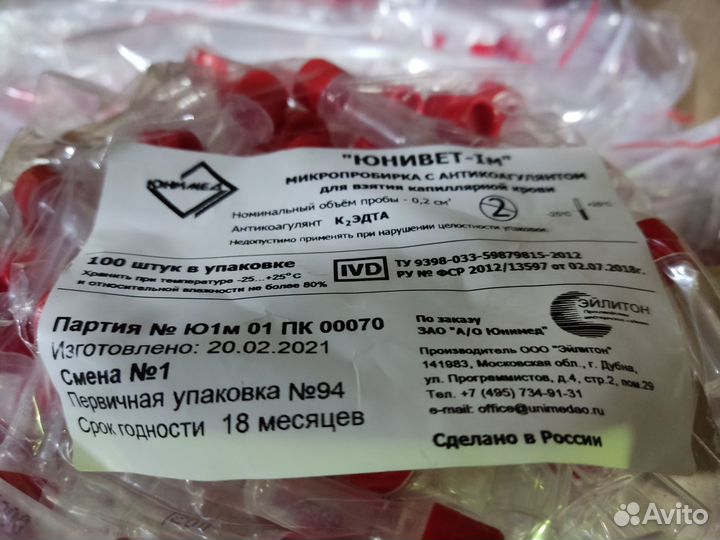 "ЮНИВЕТ-Iм"
ЮНИМЕД
МИКРОПРОБИРКА С АНТИКОАГУЛЯНТОМ
для взятия капиллярной крови
Номинальный объём пробы - 0,2 см³
Антикоагулянт K₂ЭДТА
2
-25°C +25°C
Недопустимо применять при нарушении целостности упаковки
100 штук в упаковке
Хранить при температуре -25...+25°C
и относительной влажности не более 80%
IVD
ТУ 9398-033-59879815-2012
РУ № ФСР 2012/13597 от 02.07.2018г.
Партия № Ю1м 01 ПК 00070
Изготовлено: 20.02.2021
Смена №1
Первичная упаковка №94
Срок годности 18 месяцев
По заказу
ЗАО "А/О Юнимед"
ЭЙЛИТОН
Производитель ООО "Эйлитон"
141983, Московская обл., г. Дубна,
ул. Программистов, д.4, стр.2, пом.29
Тел. +7 (495) 734-91-31
e-mail: office@unimedao.ru
Сделано в России
Avito